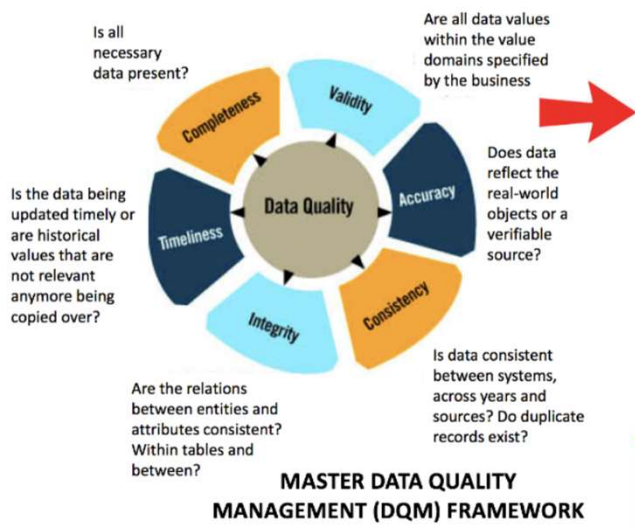 Is all
necessary
data present?
Are all data values
within the value
domains specified
by the business
Completeness
Validity
Accuracy
Consistency
Integrity
Timeliness
Data Quality
Does data
reflect the
real-world
objects or a
verifiable
source?
Is the data being
updated timely or
are historical
values that are
not relevant
anymore being
copied over?
Is data consistent
between systems,
across years and
sources? Do duplicate
records exist?
Are the relations
between entities and
attributes consistent?
Within tables and
between?
MASTER DATA QUALITY
MANAGEMENT (DQM) FRAMEWORK